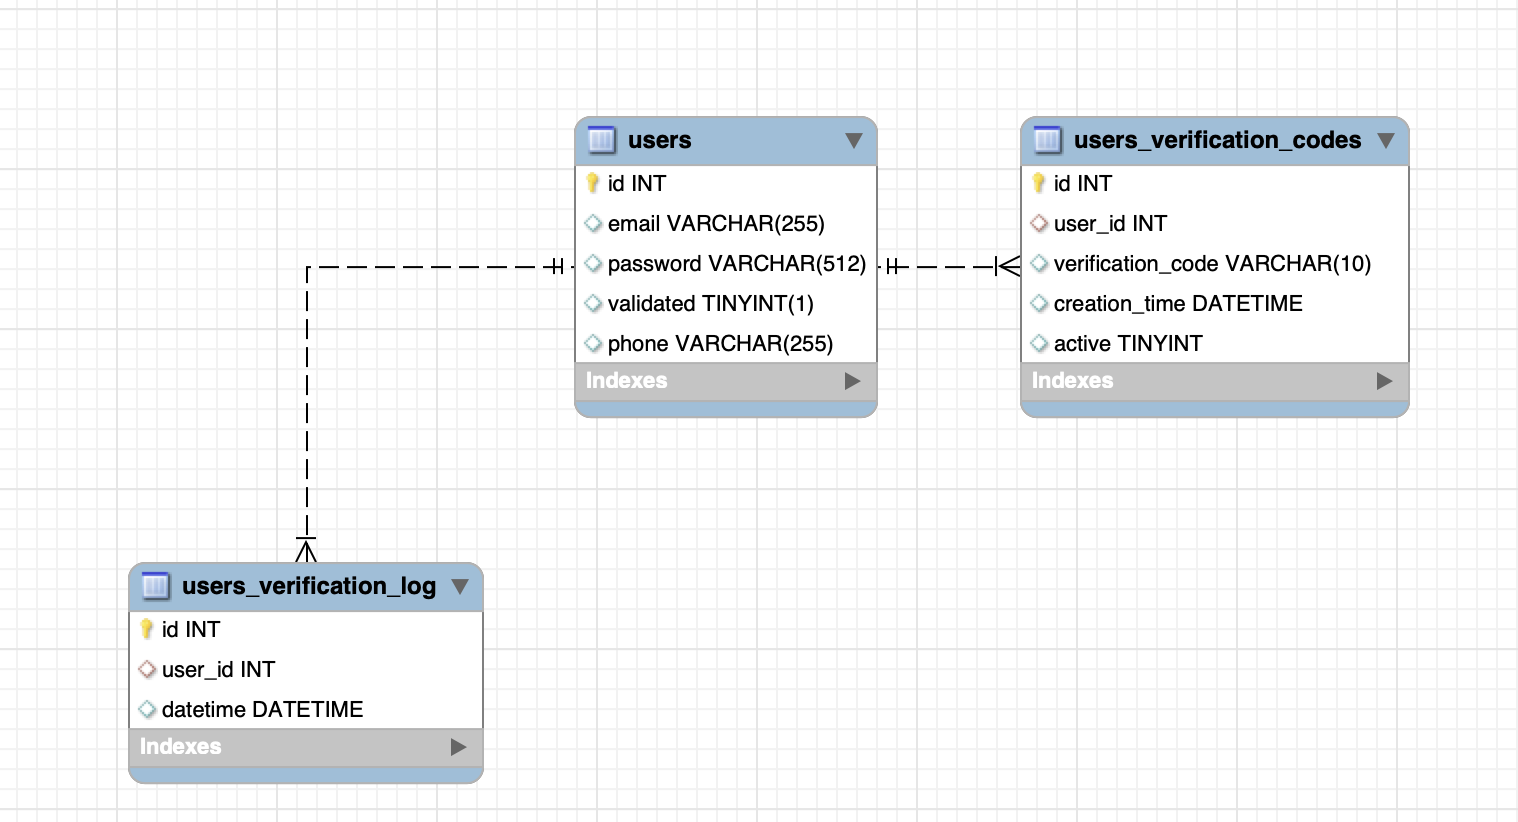 users
id INT
email VARCHAR(255)
password VARCHAR(512)
validated TINYINT(1)
phone VARCHAR(255)
Indexes
users_verification_codes
id INT
user_id INT
verification_code VARCHAR(10)
creation_time DATETIME
active TINYINT
Indexes
users_verification_log
id INT
user_id INT
datetime DATETIME
Indexes